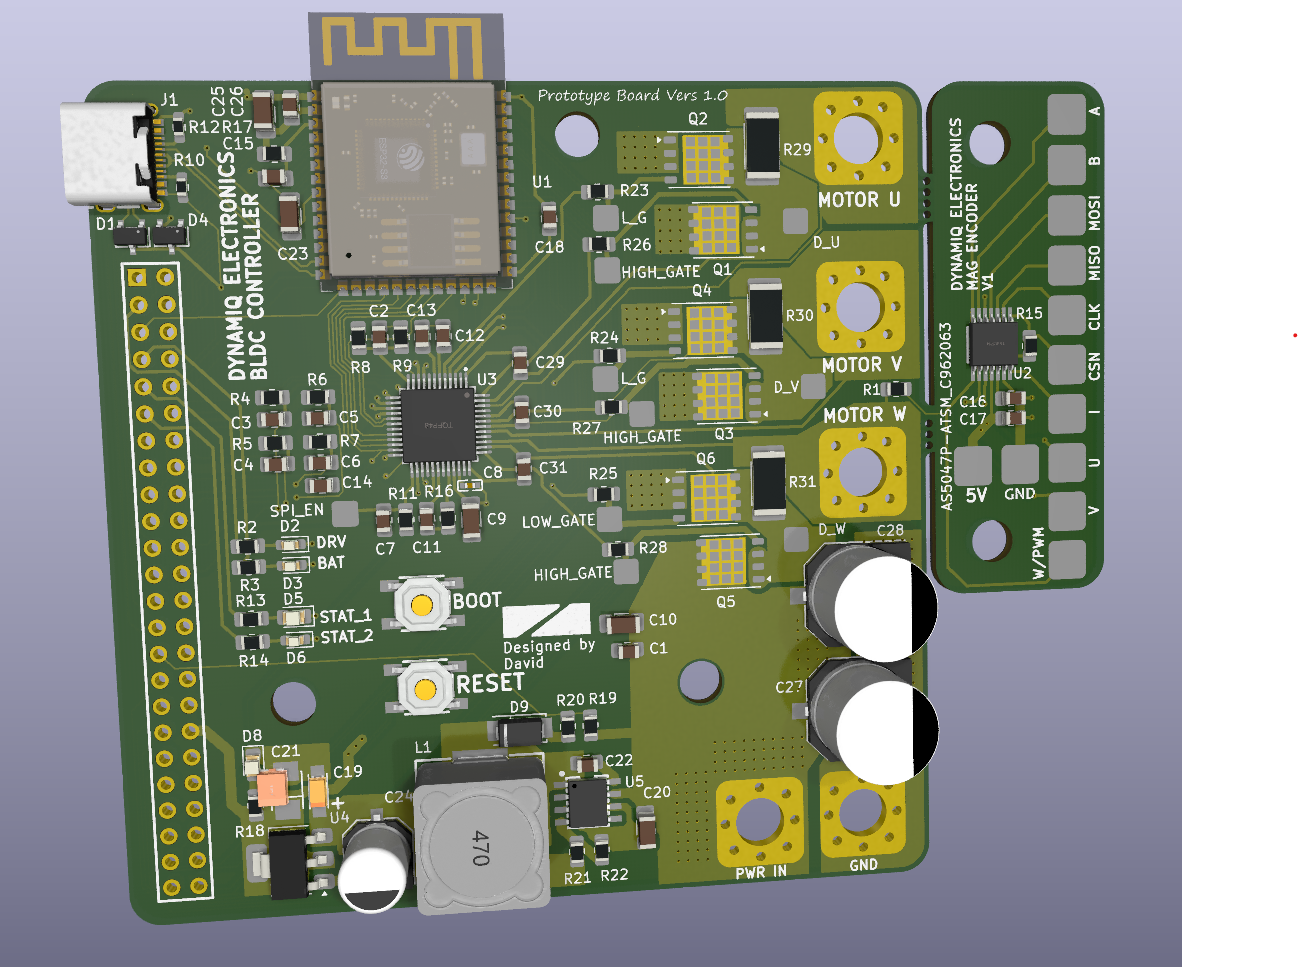 Prototype Board Vers 1.0
J1
C25
C26
R12
R17
C15
R10
D1
D4
C23
DYNAMIQ ELECTRONICS
BLDC CONTROLLER
U1
C18
Q2
R29
MOTOR U
R23
L_G
R26
HIGH_GATE
Q1
D_U
Q4
R30
MOTOR V
R24
L_G
R27
HIGH_GATE
Q3
D_V
R1
MOTOR W
Q6
R31
R25
LOW_GATE
R28
HIGH_GATE
Q5
D_W
C28
C2
C13
C12
R8
R9
U3
C29
C30
C31
R4
R6
C3
C5
R5
R7
C4
C6
C14
SPI_EN
R11
R16
C8
C9
C7
C11
R2
D2
DRV
BAT
R3
D3
R13
D5
STAT_1
STAT_2
R14
D6
BOOT
RESET
Designed by
David
C10
C1
C27
D8
C21
C19
+
R18
U4
C24
L1
470
D9
R20
R19
C22
U5
C20
R21
R22
PWR IN
GND
DYNAMIQ ELECTRONICS
MAG ENCODER
V1
AS5047P-ATSM_C962063
R15
U2
C16
C17
5V
GND
A
B
MOSI
MISO
CLK
CSN
I
U
V
W/PWM